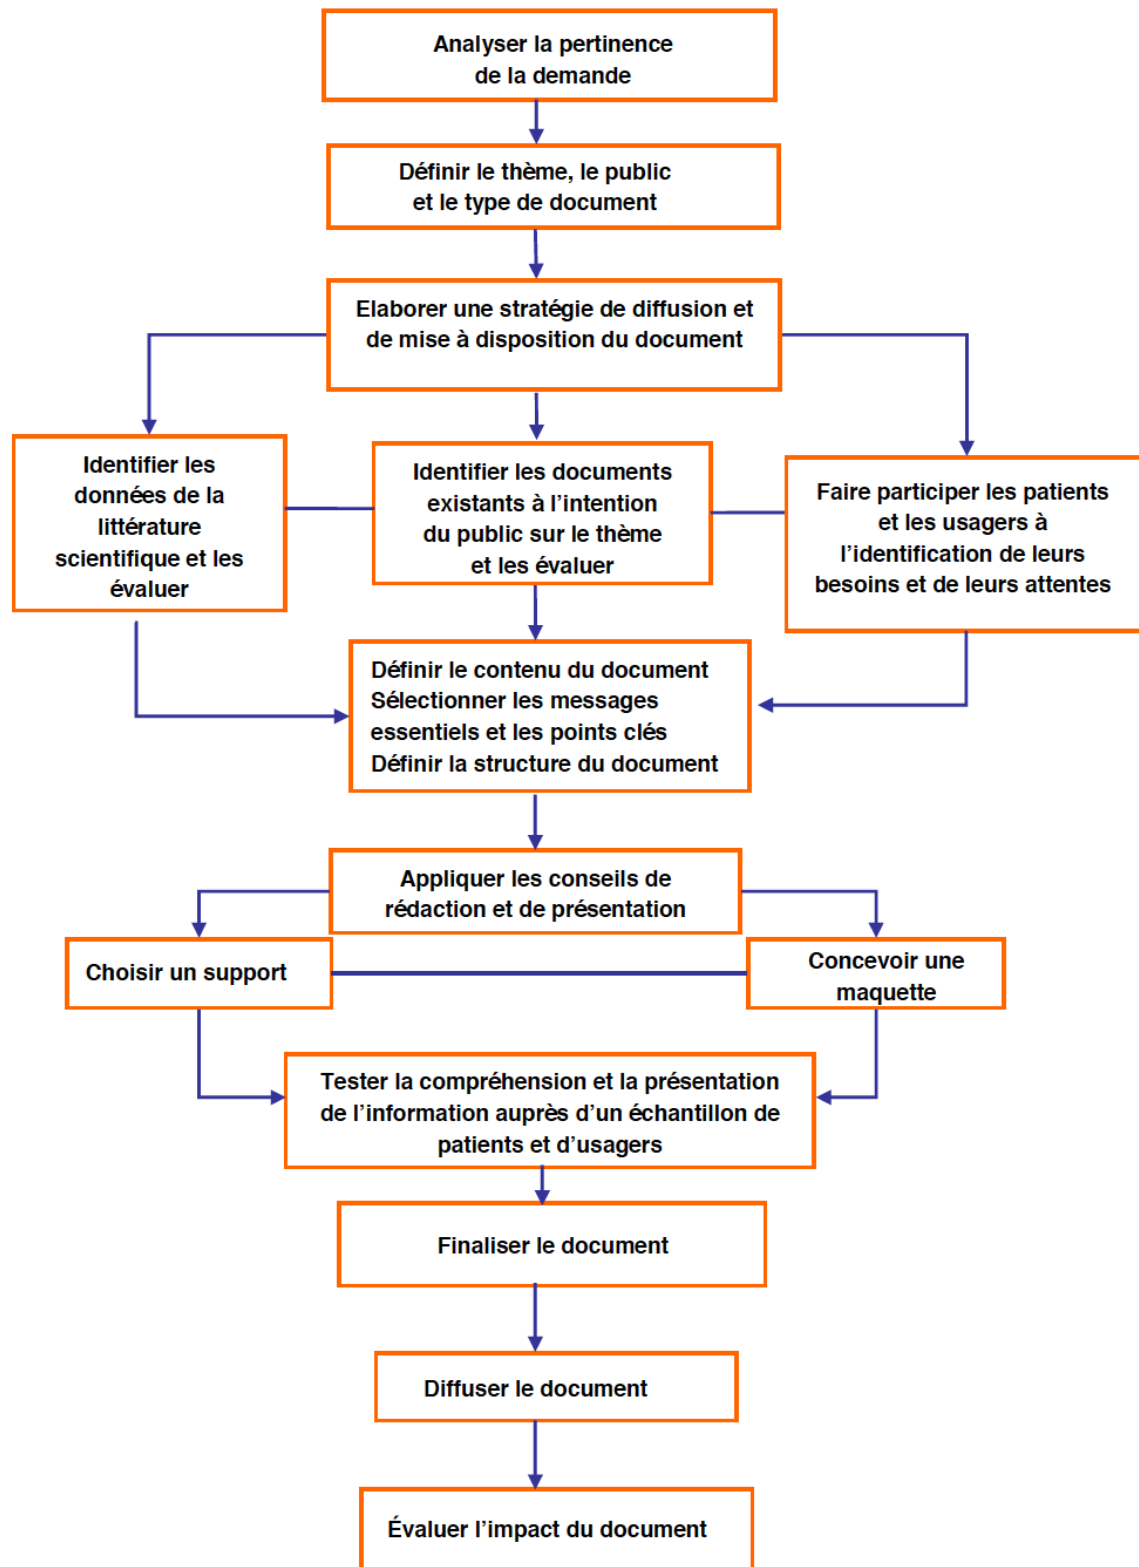 Analyser la pertinence
de la demande
Définir le thème, le public
et le type de document
Elaborer une stratégie de diffusion et
de mise à disposition du document
Identifier les
données de la
littérature
scientifique et les
évaluer
Identifier les documents
existants à l’intention
du public sur le thème
et les évaluer
Faire participer les patients
et les usagers à
l’identification de leurs
besoins et de leurs attentes
Définir le contenu du document
Sélectionner les messages
essentiels et les points clés
Définir la structure du document
Appliquer les conseils de
rédaction et de présentation
Choisir un support
Concevoir une
maquette
Tester la compréhension et la présentation
de l’information auprès d’un échantillon de
patients et d’usagers
Finaliser le document
Diffuser le document
Évaluer l’impact du document